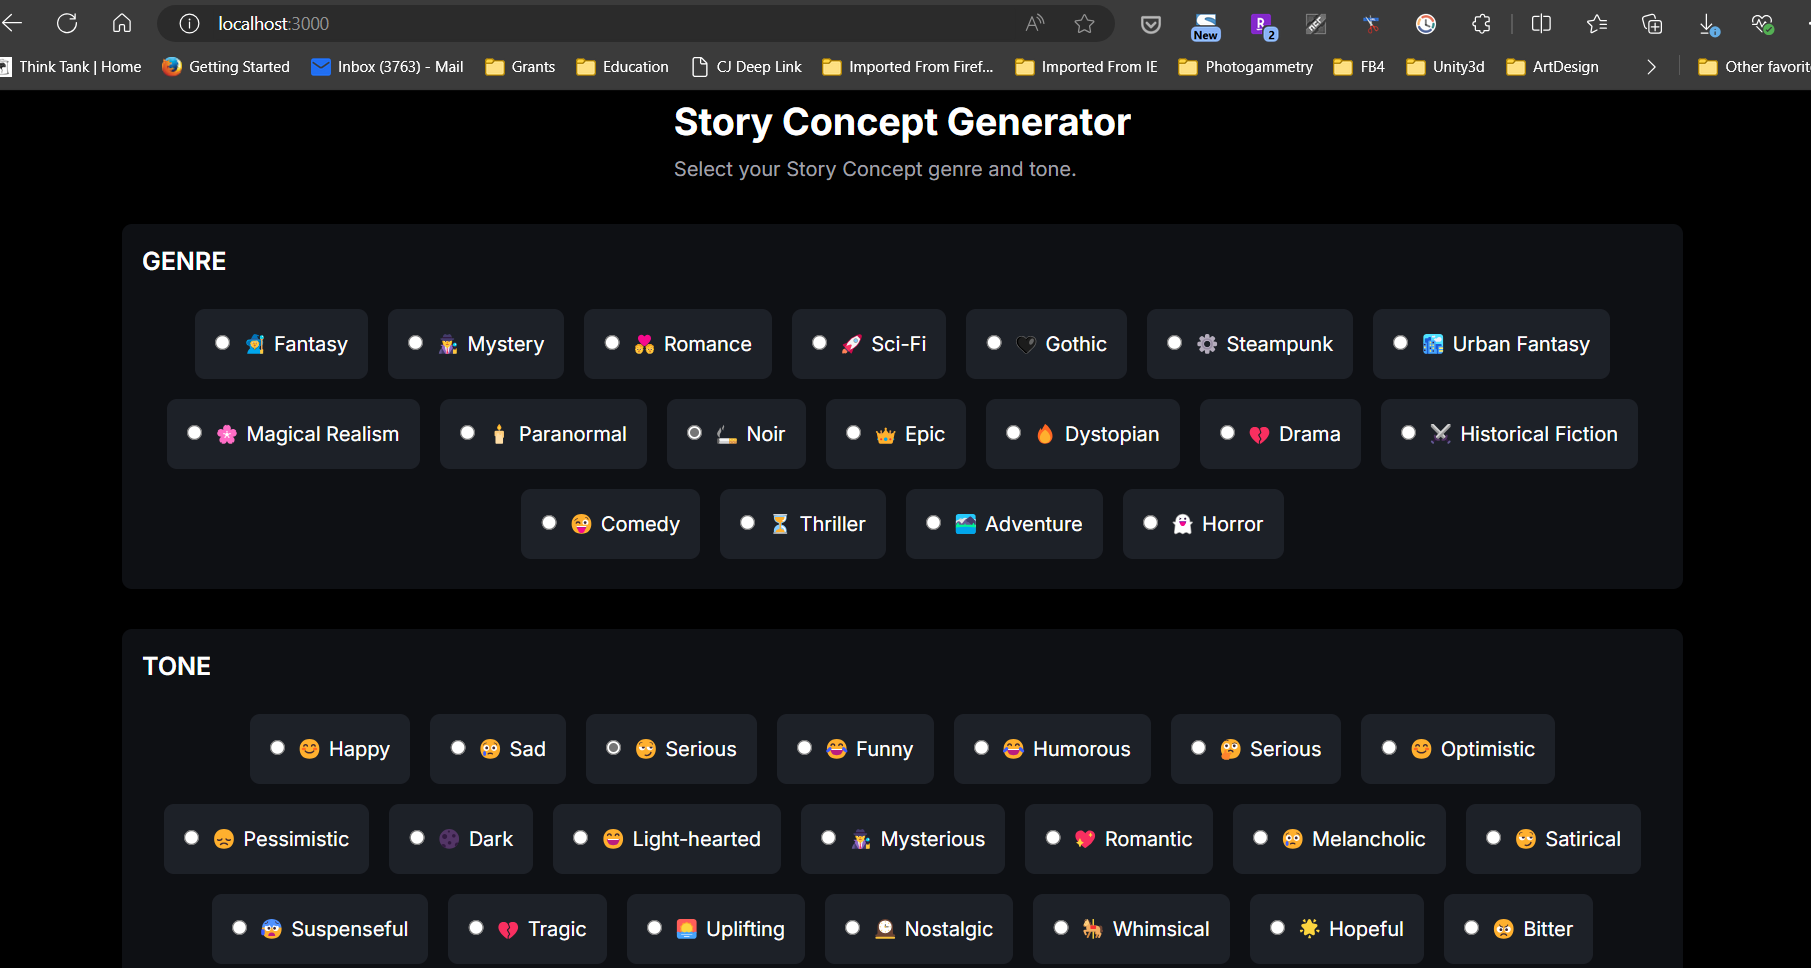 localhost:3000
New
R
2
Think Tank | Home Getting Started Inbox (3763) - Mail Grants Education CJ Deep Link Imported From Firef... Imported From IE Photogammetry FB4 Unity3d ArtDesign Other favorit
Story Concept Generator
Select your Story Concept genre and tone.
GENRE
Fantasy Mystery Romance Sci-Fi Gothic Steampunk Urban Fantasy
Magical Realism Paranormal Noir Epic Dystopian Drama Historical Fiction
Comedy Thriller Adventure Horror
TONE
Happy Sad Serious Funny Humorous Serious Optimistic
Pessimistic Dark Light-hearted Mysterious Romantic Melancholic Satirical
Suspenseful Tragic Uplifting Nostalgic Whimsical Hopeful Bitter